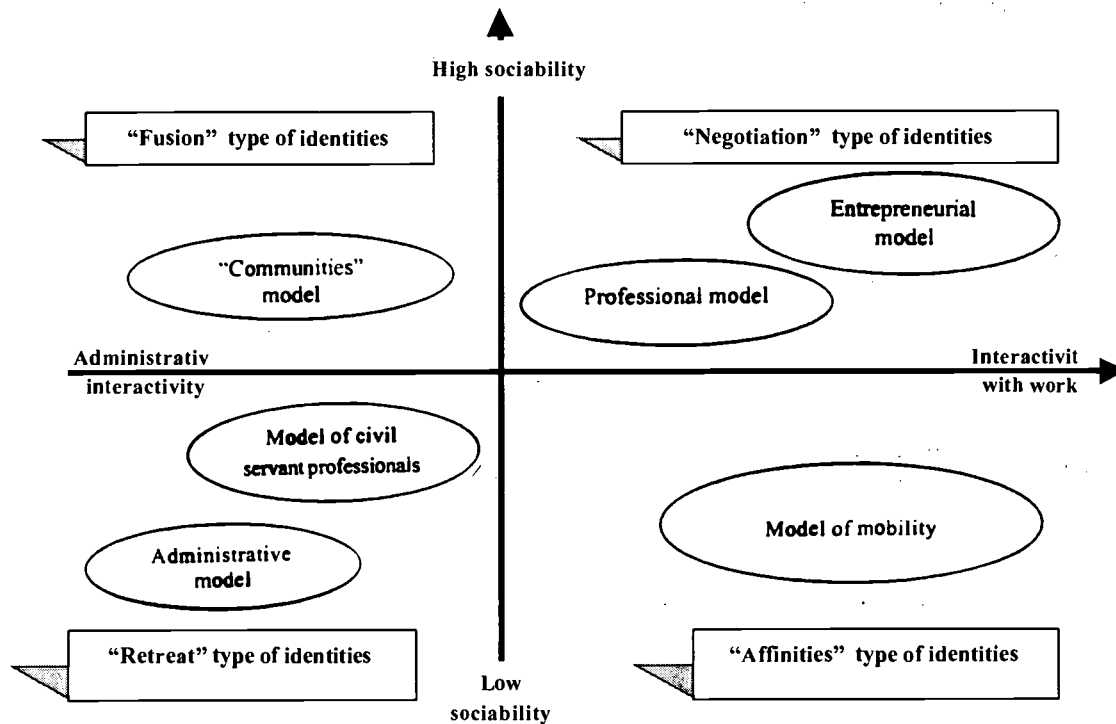 High sociability
“Fusion” type of identities
“Negotiation” type of identities
Entrepreneurial
model
“Communities”
model
Professional model
Administrativ
interactivity
Interactivit
with work
Model of civil
servant professionals
Model of mobility
Administrative
model
“Retreat” type of identities
“Affinities” type of identities
Low
sociability